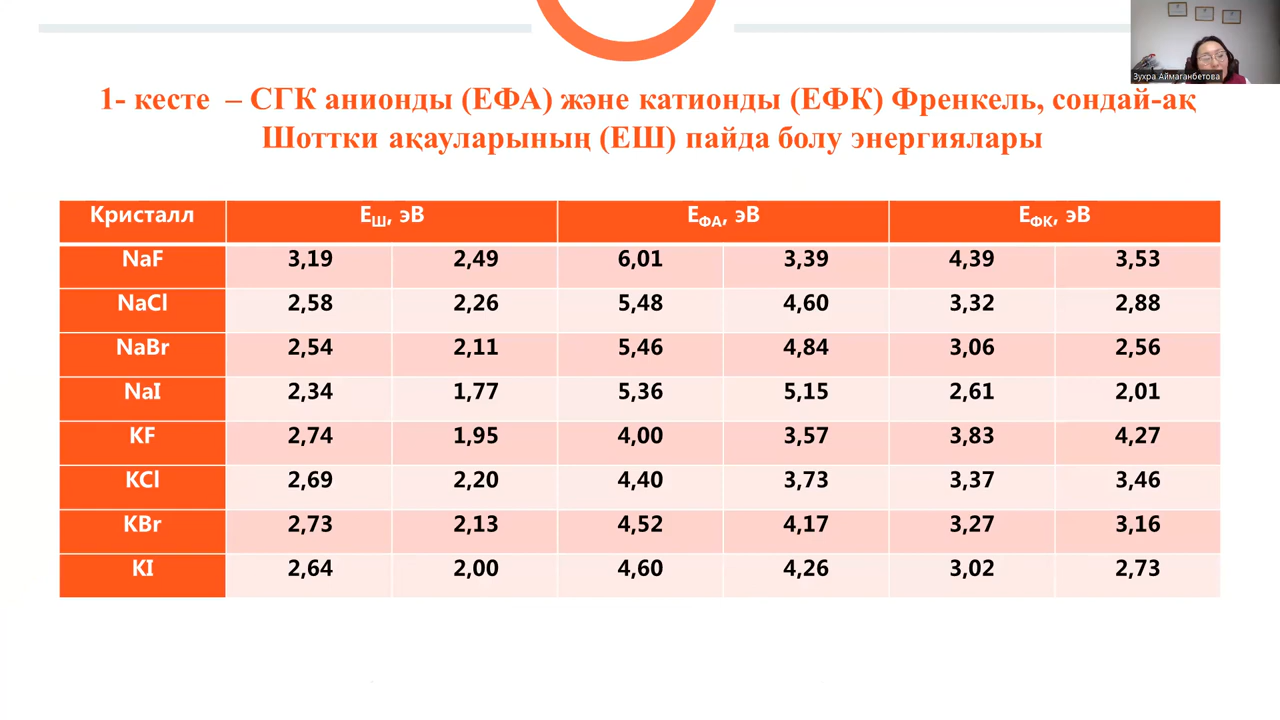 Зухра Аймаганбетова
1- кесте – СГК анионды (ЕФА) және катионды (ЕФК) Френкель, сондай-ақ
Шоттки ақауларының (ЕШ) пайда болу энергиялары
Кристалл EШ, эВ EФА, эВ EФК, эВ
NaF 3,19 2,49 6,01 3,39 4,39 3,53
NaCl 2,58 2,26 5,48 4,60 3,32 2,88
NaBr 2,54 2,11 5,46 4,84 3,06 2,56
NaI 2,34 1,77 5,36 5,15 2,61 2,01
KF 2,74 1,95 4,00 3,57 3,83 4,27
KCl 2,69 2,20 4,40 3,73 3,37 3,46
KBr 2,73 2,13 4,52 4,17 3,27 3,16
KI 2,64 2,00 4,60 4,26 3,02 2,73